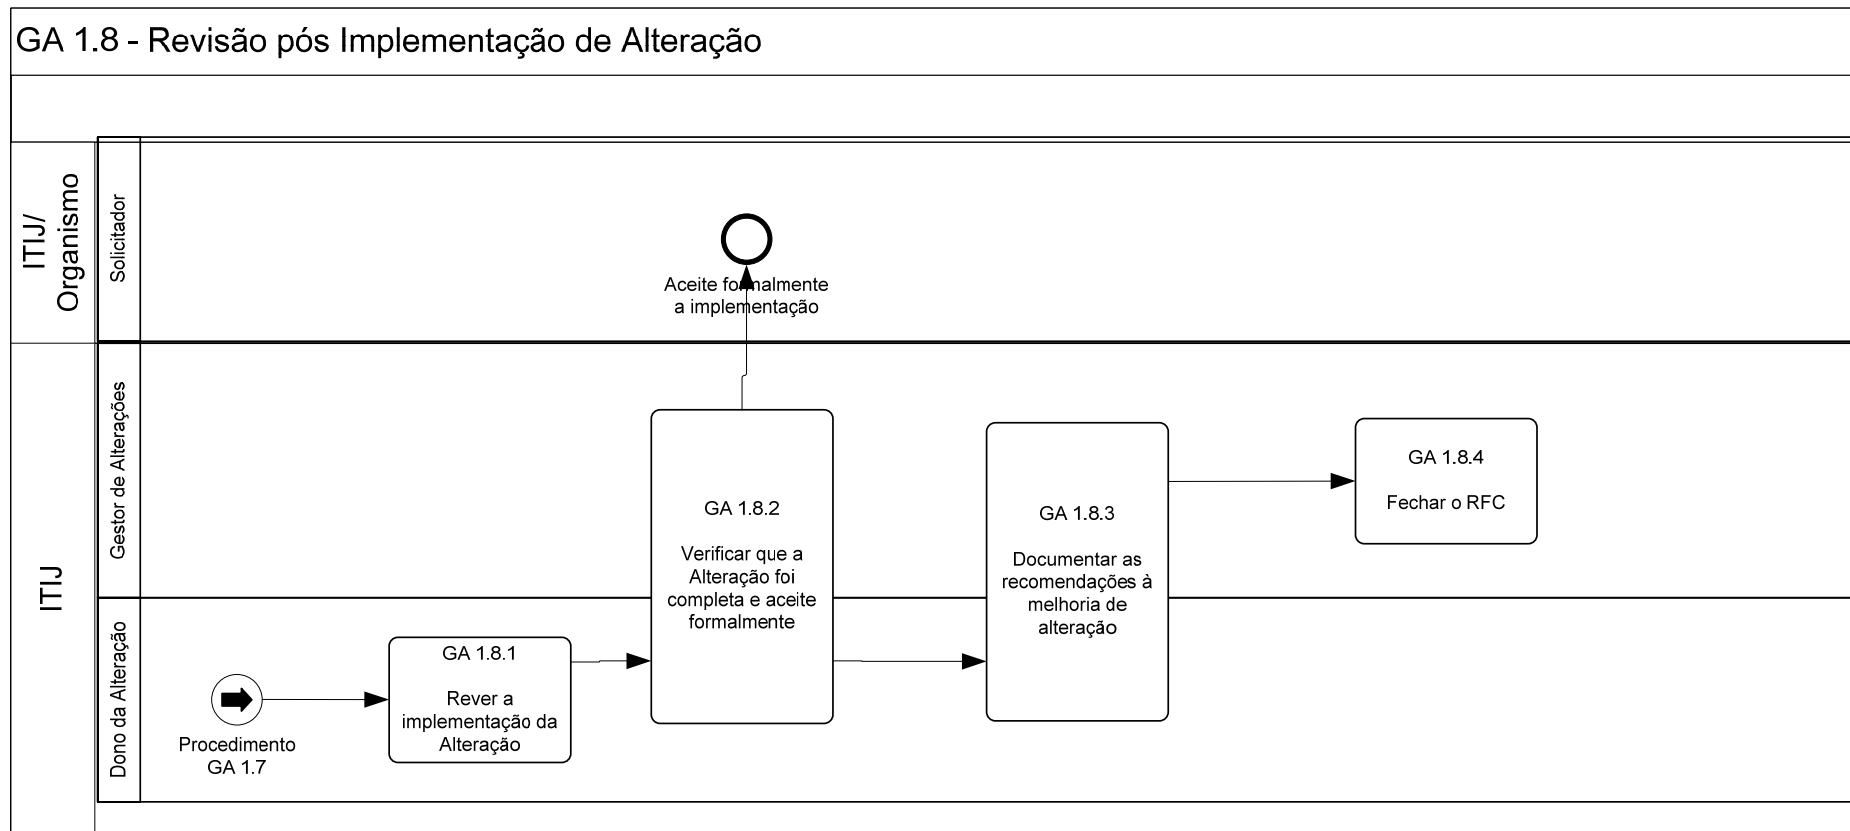 GA 1.8 - Revisão pós Implementação de Alteração
ITIJ/
Organismo
Solicitador
Aceite formalmente
a implementação
ITIJ
Gestor de Alterações
Dono da Alteração
Procedimento
GA 1.7
GA 1.8.1
Rever a
implementação da
Alteração
GA 1.8.2
Verificar que a
Alteração foi
completa e aceite
formalmente
GA 1.8.3
Documentar as
recomendações à
melhoria de
alteração
GA 1.8.4
Fechar o RFC